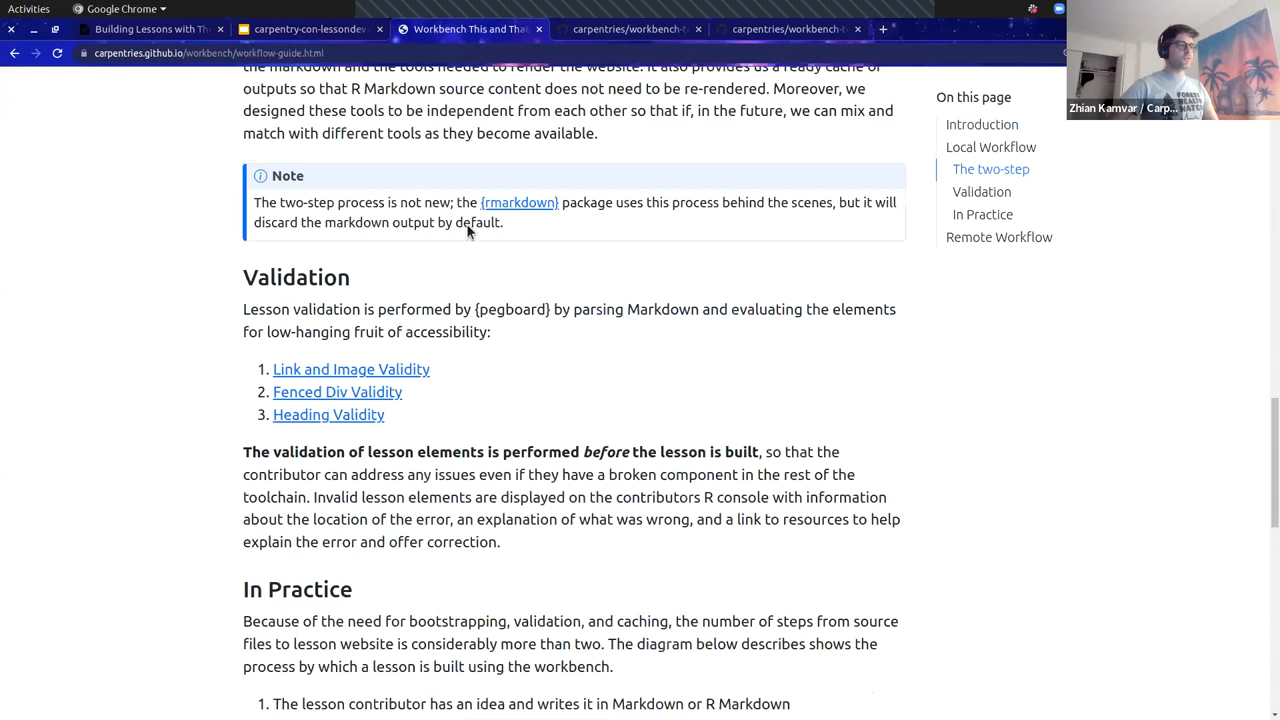 Activities
Google Chrome
Building Lessons with Th
carpentry-con-lessondev
Workbench This and Tha
carpentries/workbench-t
carpentries/workbench-t
carpentries.github.io/workbench/workflow-guide.html
the markdown and the tools needed to render the website. It also provides us a ready cache of
outputs so that R Markdown source content does not need to be re-rendered. Moreover, we
designed these tools to be independent from each other so that if, in the future, we can mix and
match with different tools as they become available.
Note
The two-step process is not new; the {rmarkdown} package uses this process behind the scenes, but it will
discard the markdown output by default.
Validation
Lesson validation is performed by {pegboard} by parsing Markdown and evaluating the elements
for low-hanging fruit of accessibility:
1. Link and Image Validity
2. Fenced Div Validity
3. Heading Validity
The validation of lesson elements is performed before the lesson is built, so that the
contributor can address any issues even if they have a broken component in the rest of the
toolchain. Invalid lesson elements are displayed on the contributors R console with information
about the location of the error, an explanation of what was wrong, and a link to resources to help
explain the error and offer correction.
In Practice
Because of the need for bootstrapping, validation, and caching, the number of steps from source
files to lesson website is considerably more than two. The diagram below describes shows the
process by which a lesson is built using the workbench.
1. The lesson contributor has an idea and writes it in Markdown or R Markdown
On this page
Introduction
Local Workflow
The two-step
Validation
In Practice
Remote Workflow
Zhian Kamvar / Carp...
FOREST
HEALTH
WATCH